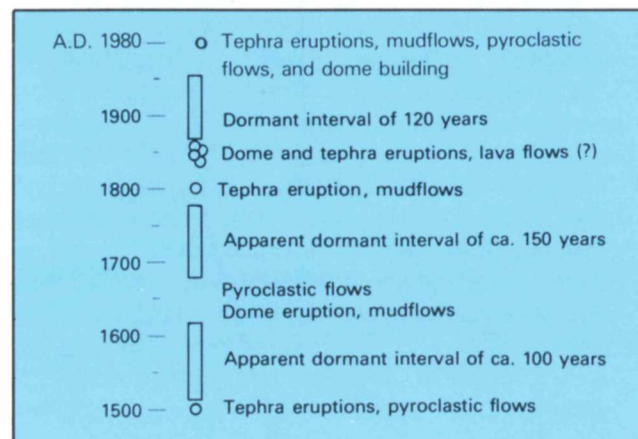 A.D. 1980 Tephra eruptions, mudflows, pyroclastic
flows, and dome building
1900 Dormant interval of 120 years
Dome and tephra eruptions, lava flows (?)
1800 Tephra eruption, mudflows
Apparent dormant interval of ca. 150 years
1700
Pyroclastic flows
Dome eruption, mudflows
1600
Apparent dormant interval of ca. 100 years
1500 Tephra eruptions, pyroclastic flows